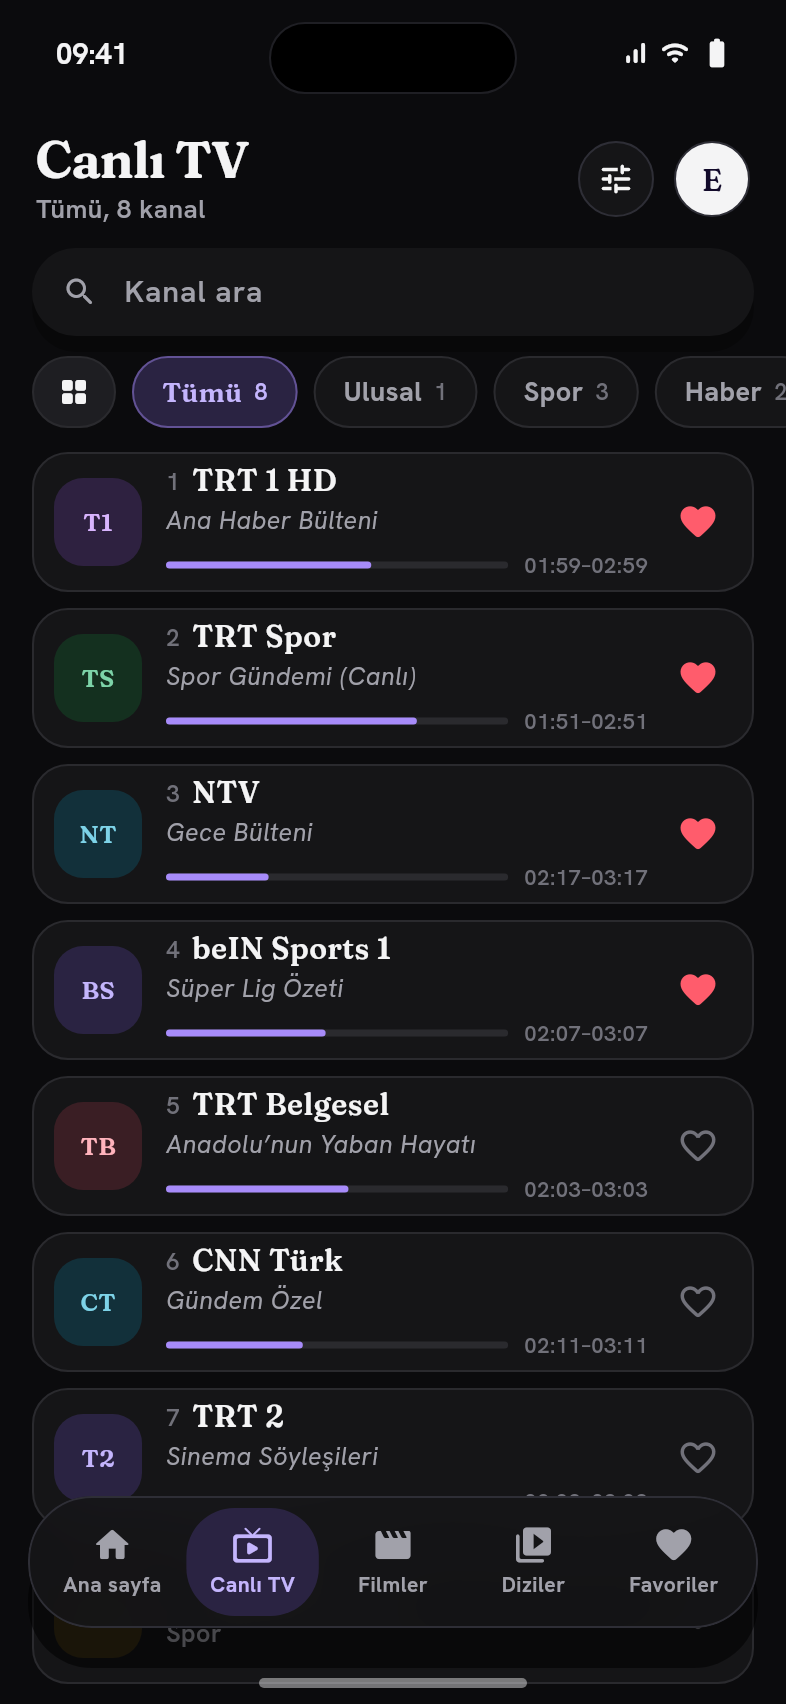 09:41
Canlı TV
E
Tümü, 8 kanal
Kanal ara
Tümü 8 Ulusal 1 Spor 3 Haber 2
1 TRT 1 HD
T1
Ana Haber Bülteni
01:59–02:59
2 TRT Spor
TS
Spor Gündemi (Canlı)
01:51–02:51
3 NTV
NT
Gece Bülteni
02:17–03:17
4 beIN Sports 1
BS
Süper Lig Özeti
02:07–03:07
5 TRT Belgesel
TB
Anadolu’nun Yaban Hayatı
02:03–03:03
6 CNN Türk
CT
Gündem Özel
02:11–03:11
7 TRT 2
T2
Sinema Söyleşileri
Ana sayfa Canlı TV Filmler Diziler Favoriler
Spor